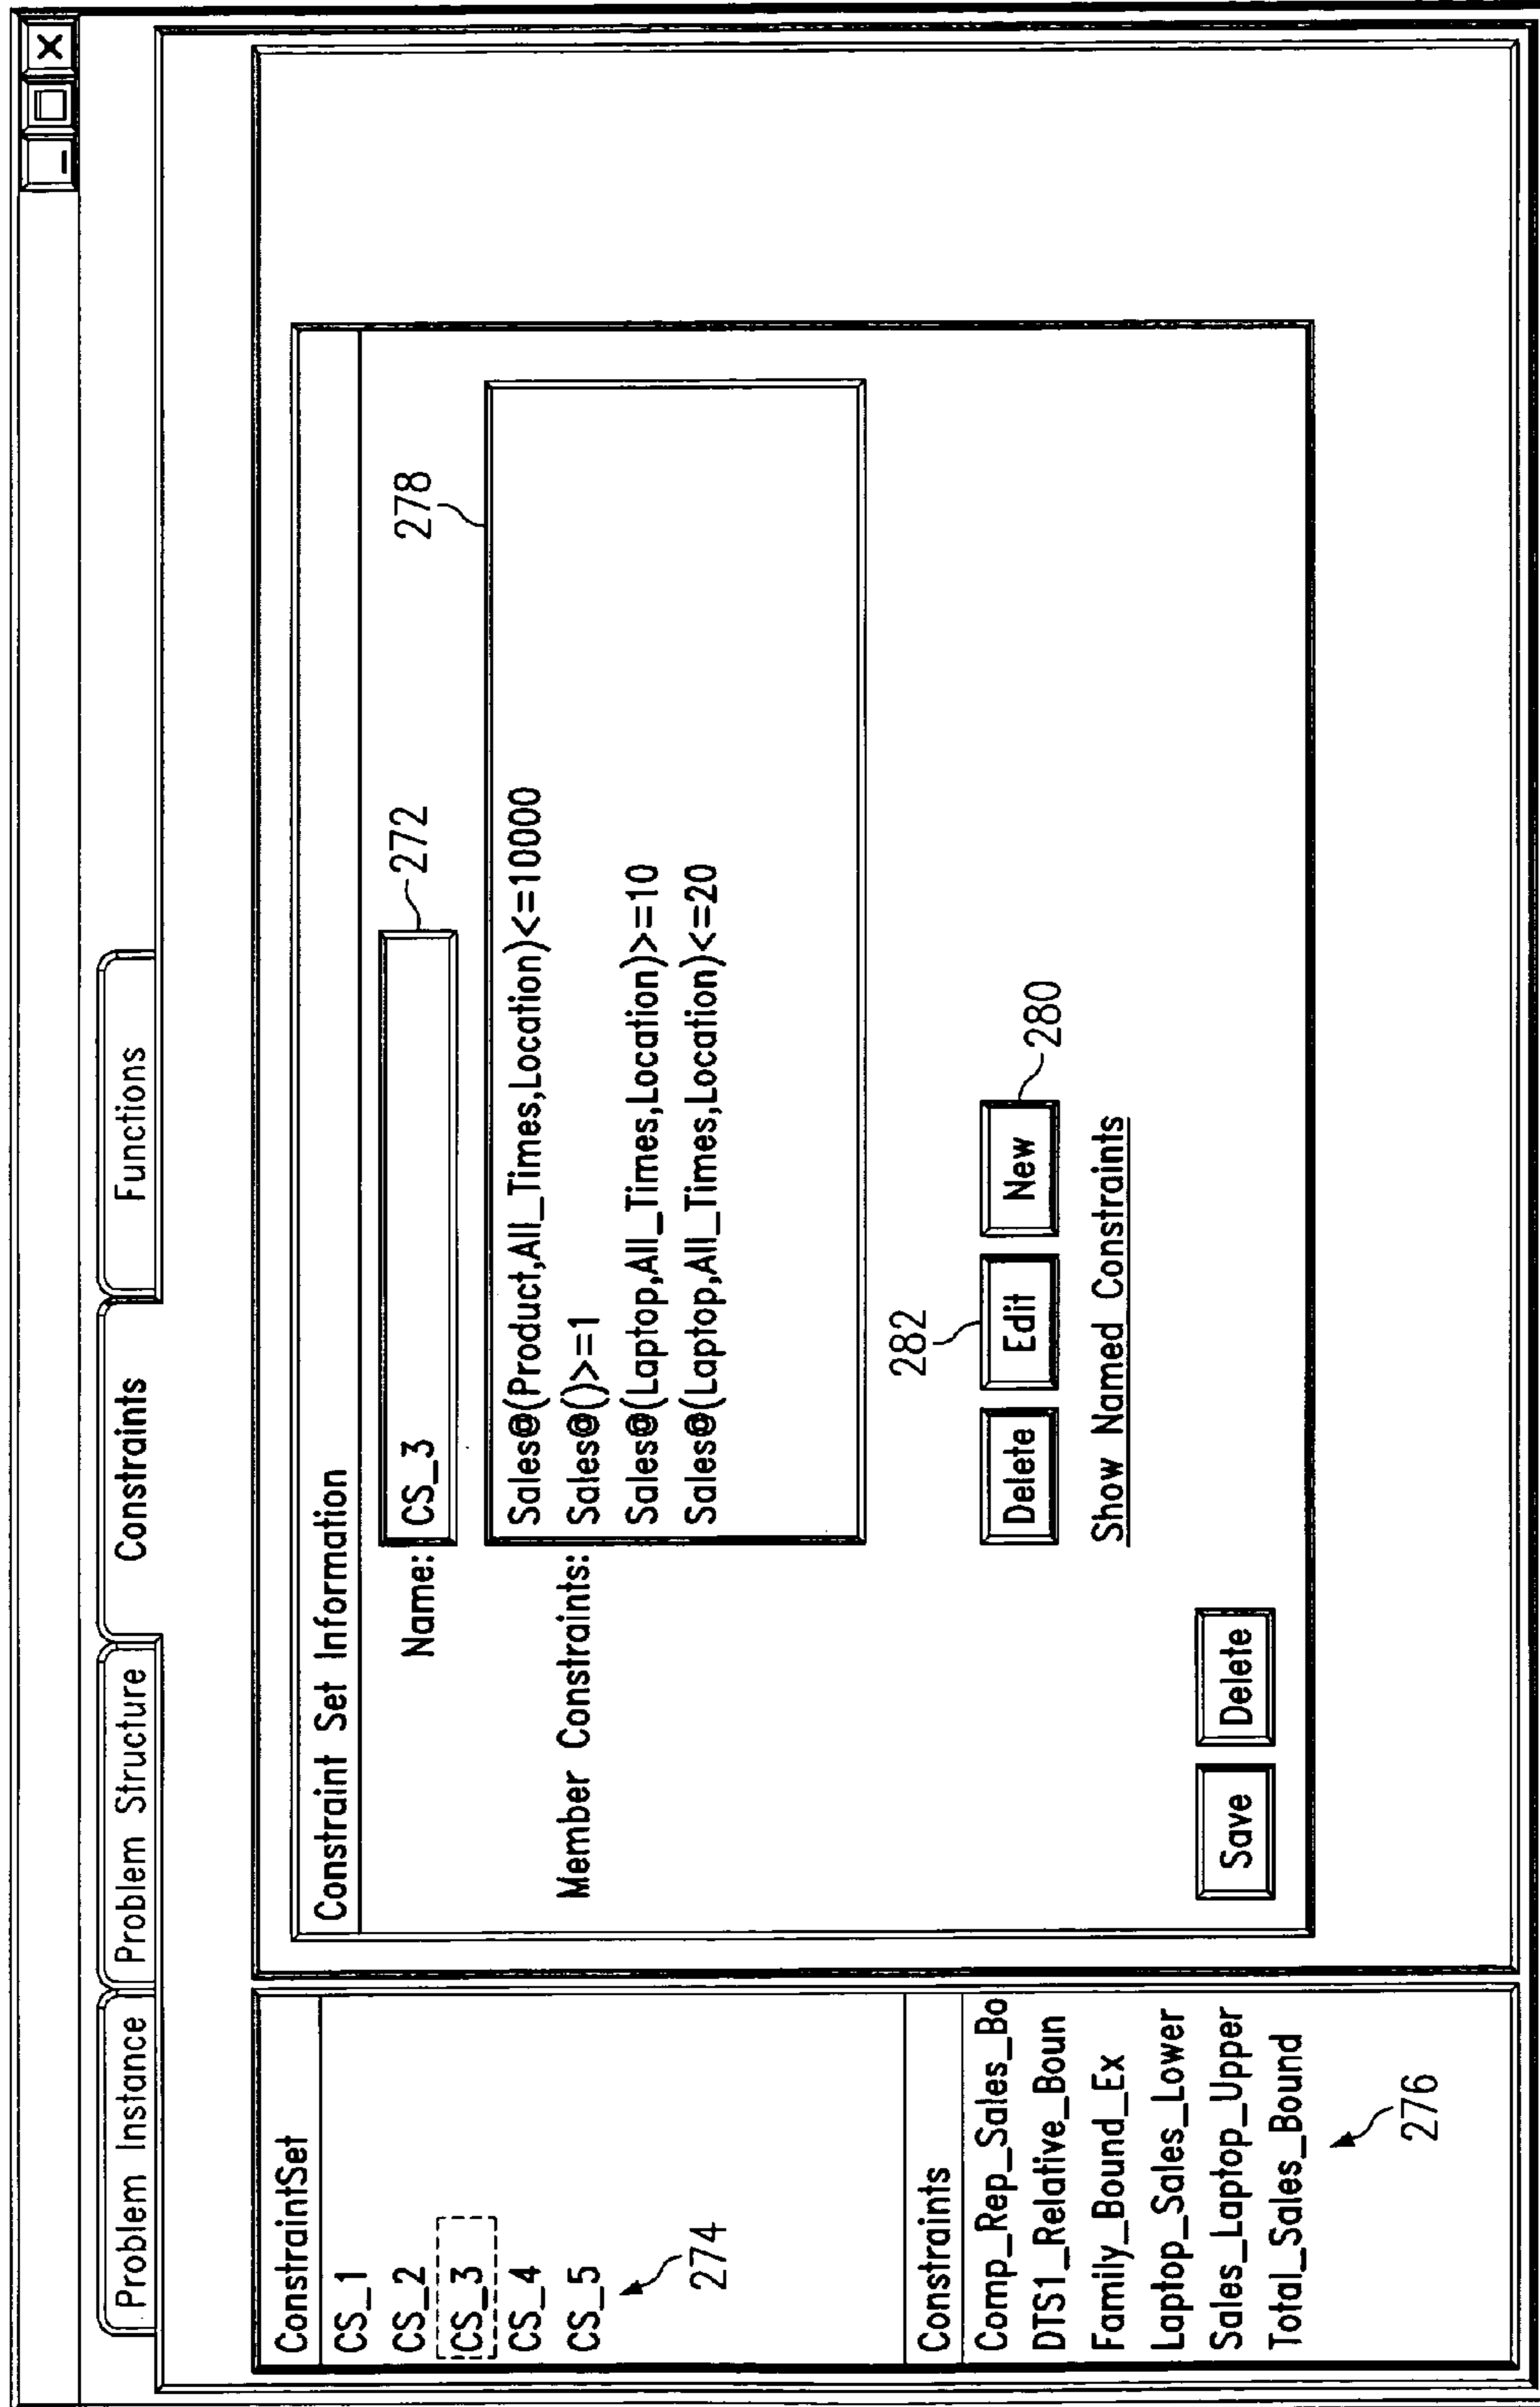 Problem Instance
Problem Structure
Constraints
Functions
ConstraintSet
CS_1
CS_2
CS_3
CS_4
CS_5
274
Constraints
Comp_Rep_Sales_Bo
DTS1_Relative_Boun
Family_Bound_Ex
Laptop_Sales_Lower
Sales_Laptop_Upper
Total_Sales_Bound
276
Constraint Set Information
Name: CS_3
272
278
Member Constraints:
Sales@(Product,All_Times,Location)<=10000
Sales@()>=1
Sales@(Laptop,All_Times,Location)>=10
Sales@(Laptop,All_Times,Location)<=20
282
Delete Edit New
280
Show Named Constraints
Save Delete